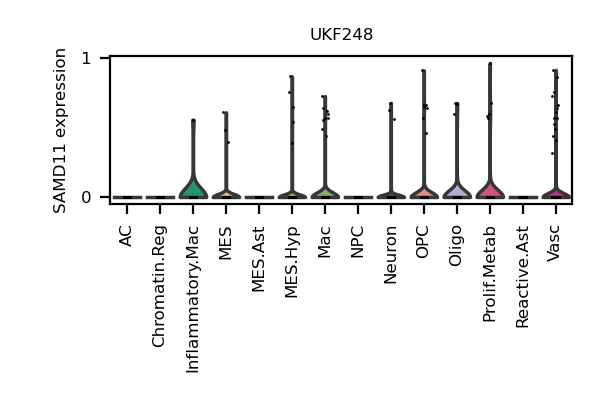 UKF248
SAMD11 expression
1
0
AC
Chromatin.Reg
Inflammatory.Mac
MES
MES.Ast
MES.Hyp
Mac
NPC
Neuron
OPC
Oligo
Prolif.Metab
Reactive.Ast
Vasc